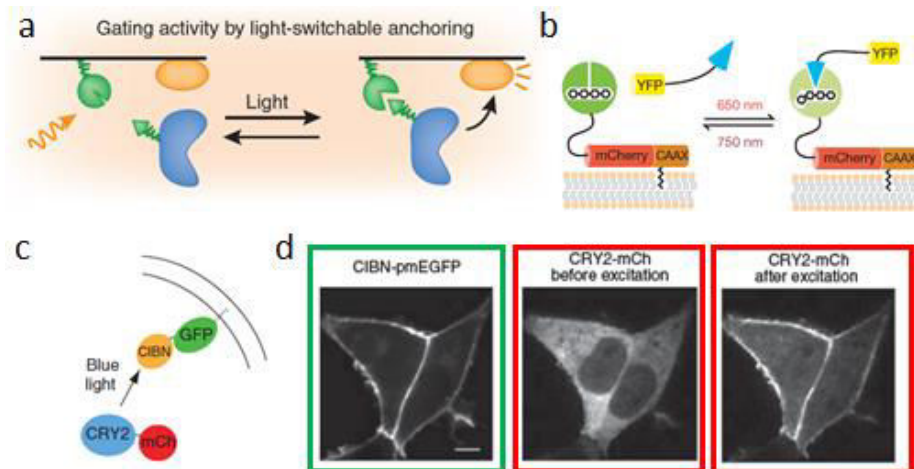 a
Gating activity by light-switchable anchoring
Light
b
YFP
YFP
650 nm
750 nm
mCherry
CAAX
mCherry
CAAX
c
GFP
CIBN
Blue
light
CRY2
mCh
d
CIBN-pmEGFP
CRY2-mCh
before excitation
CRY2-mCh
after excitation